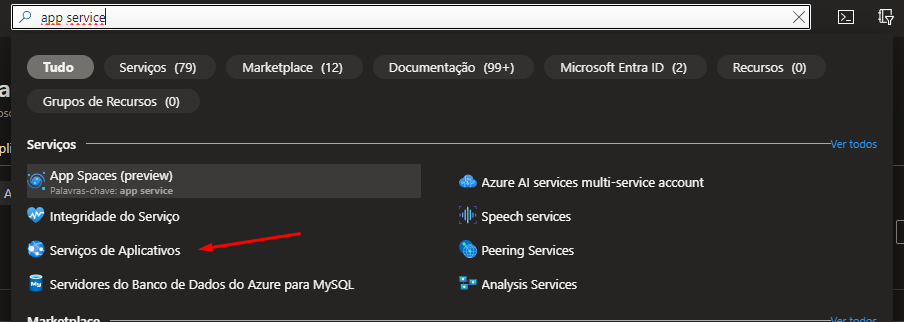 app service
Tudo
Serviços (79)
Marketplace (12)
Documentação (99+)
Microsoft Entra ID (2)
Recursos (0)
Grupos de Recursos (0)
Serviços
Ver todos
App Spaces (preview)
Palavras-chave: app service
Azure AI services multi-service account
Integridade do Serviço
Speech services
Serviços de Aplicativos
Peering Services
Servidores do Banco de Dados do Azure para MySQL
Analysis Services
Marketplace
Ver todos